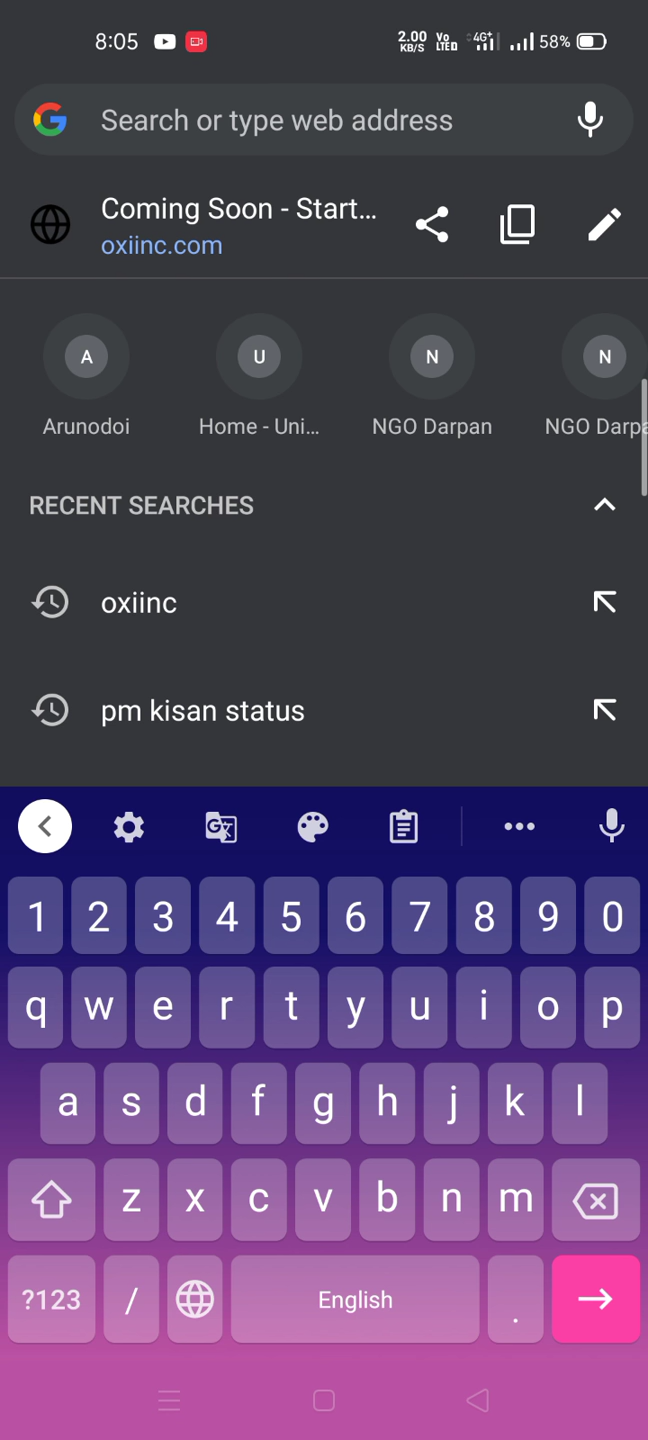 8:05
2.00 KB/S
Vo LTED
4G+
58%
Search or type web address
Coming Soon - Start...
oxiinc.com
A
U
N
N
Arunodoi
Home - Uni...
NGO Darpan
NGO Darpa
RECENT SEARCHES
oxiinc
pm kisan status
1 2 3 4 5 6 7 8 9 0
q w e r t y u i o p
a s d f g h j k l
z x c v b n m
?123 / English .